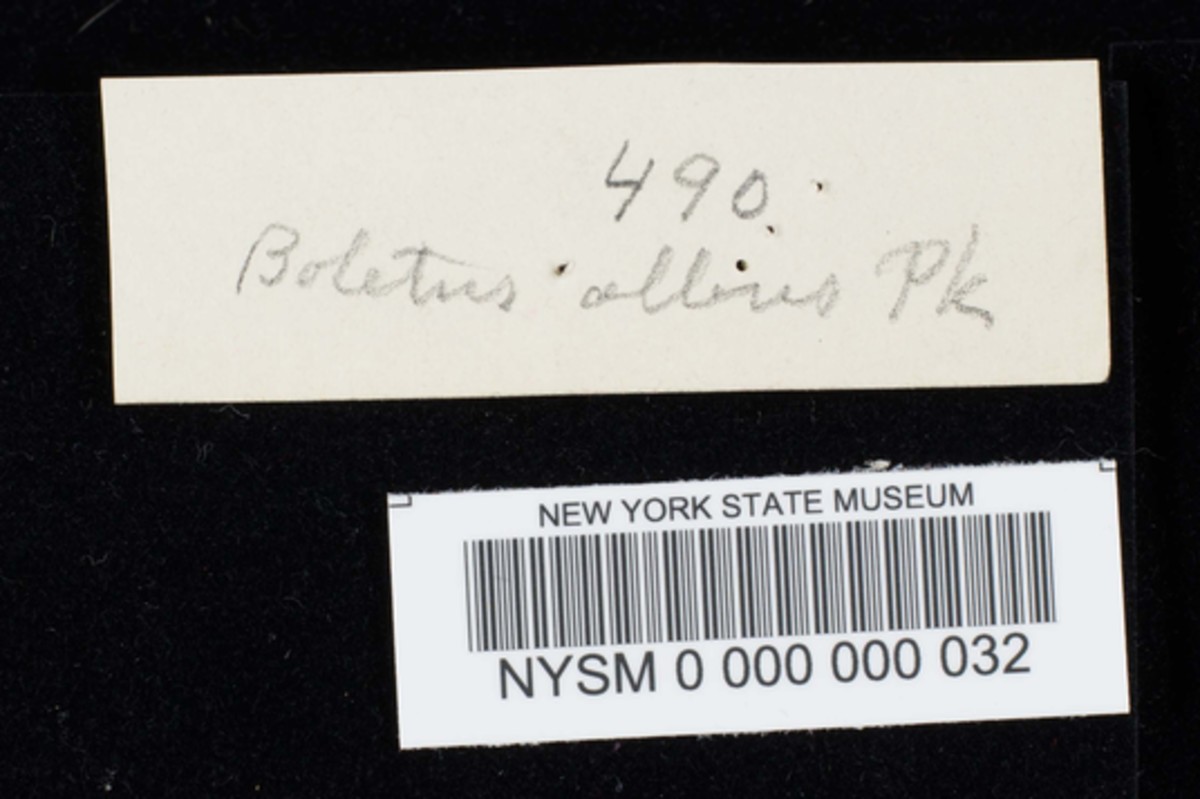 490
Boletus albus Pk
NEW YORK STATE MUSEUM
NYSM 0 000 000 032